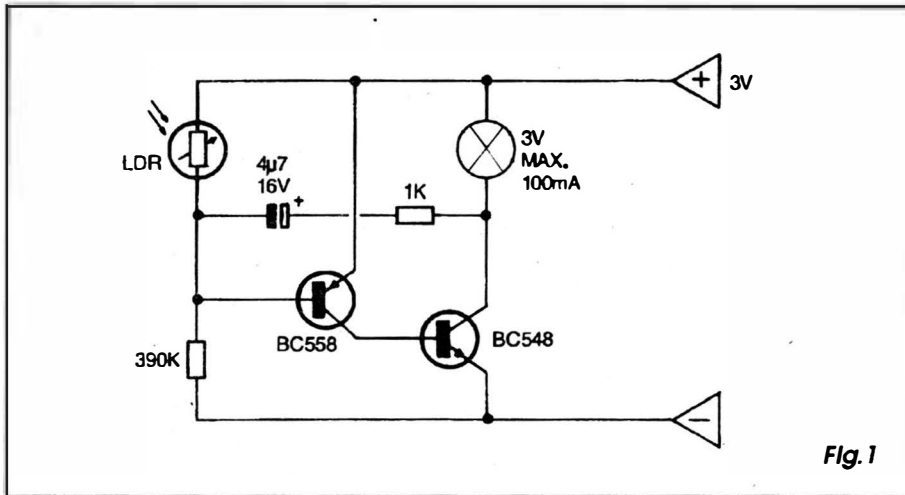 + 3V
LDR
4µ7
16V
+
1K
3V
MAX.
100mA
BC558
BC548
390K
−
Fig.1